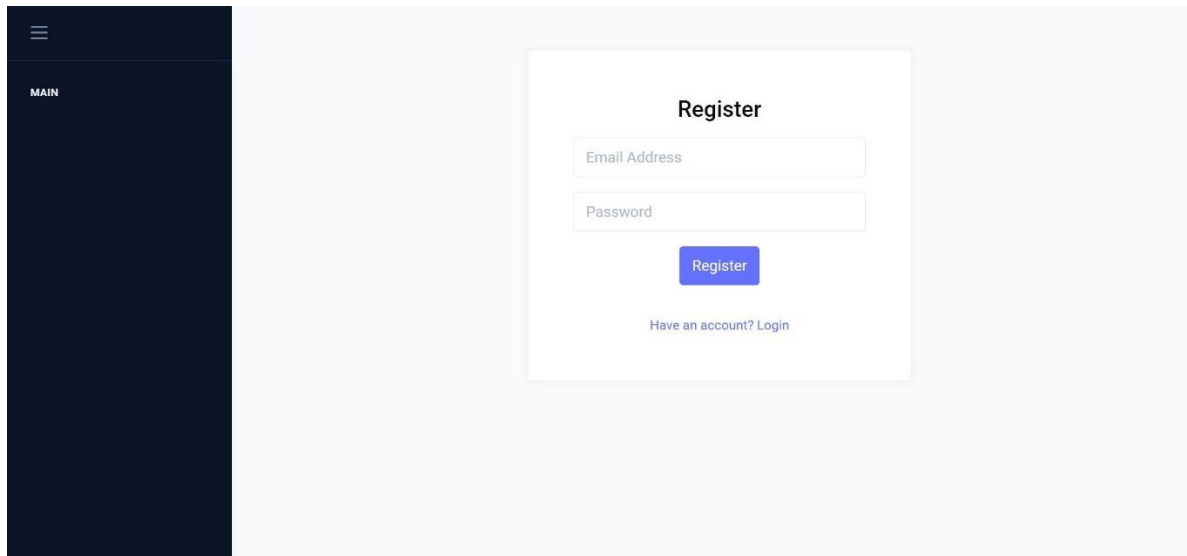 MAIN
Register
Email Address
Password
Register
Have an account? Login